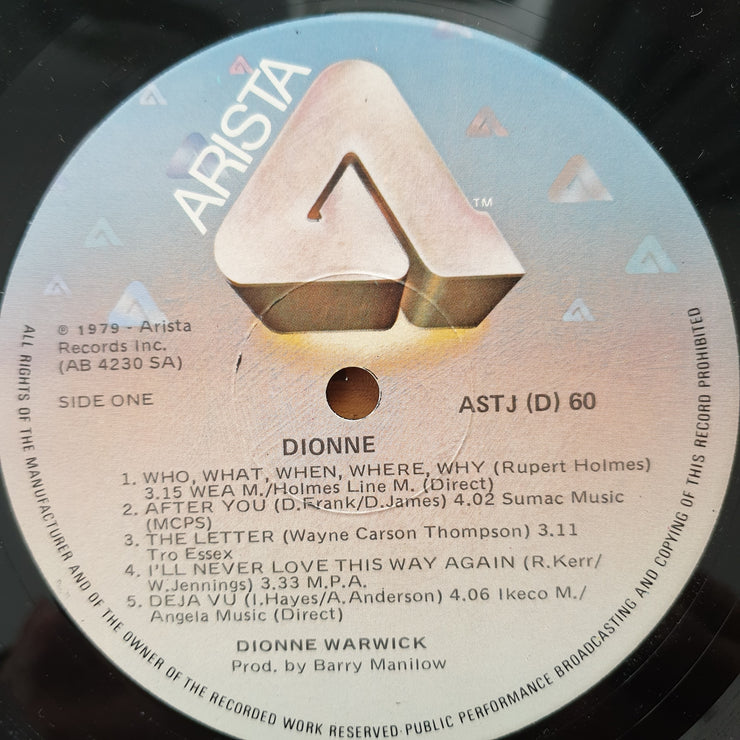 ARISTA
TM
℗ 1979 - Arista
Records Inc.
(AB 4230 SA)
SIDE ONE
ASTJ (D) 60
DIONNE
1. WHO, WHAT, WHEN, WHERE, WHY (Rupert Holmes)
3.15 WEA M./Holmes Line M. (Direct)
2. AFTER YOU (D.Frank/D.James) 4.02 Sumac Music
(MCPS)
3. THE LETTER (Wayne Carson Thompson) 3.11
Tro Essex
4. I'LL NEVER LOVE THIS WAY AGAIN (R.Kerr/
W.Jennings) 3.33 M.P.A.
5. DEJA VU (I.Hayes/A.Anderson) 4.06 Ikeco M./
Angela Music (Direct)
DIONNE WARWICK
Prod. by Barry Manilow
ALL RIGHTS OF THE MANUFACTURER AND OF THE OWNER OF THE RECORDED WORK RESERVED·PUBLIC PERFORMANCE BROADCASTING AND COPYING OF THIS RECORD PROHIBITED